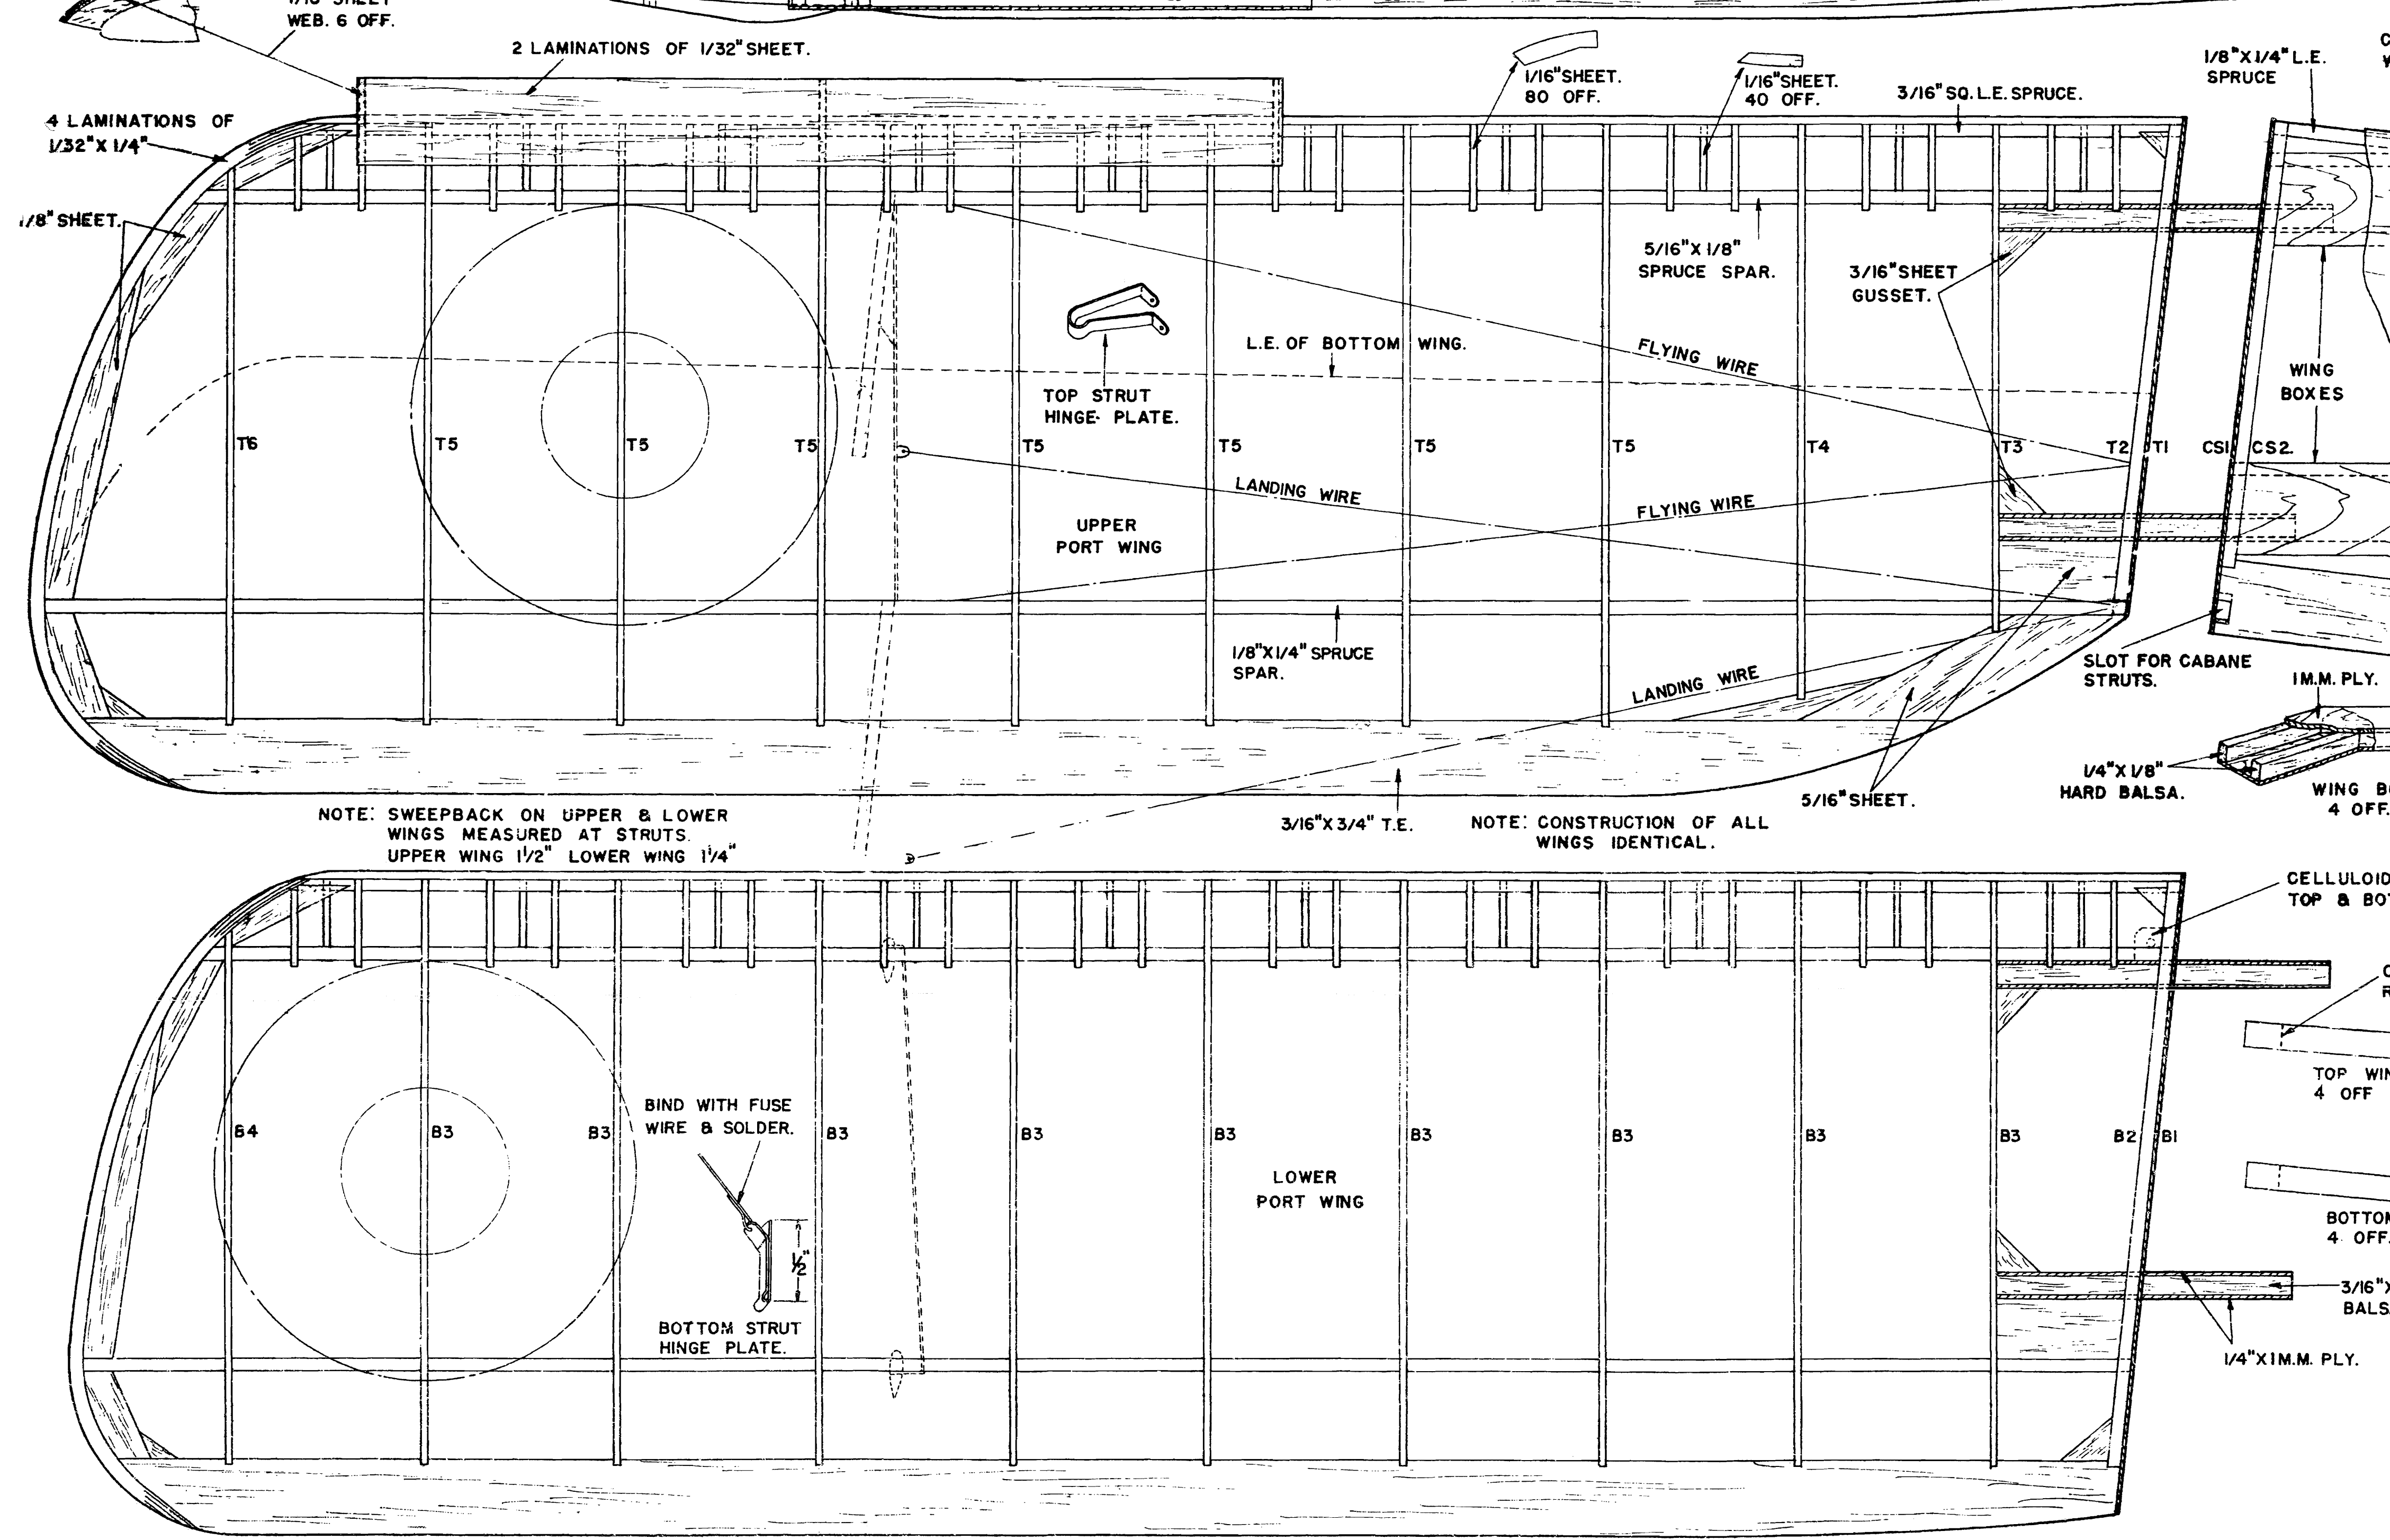 WEB. 6 OFF.
2 LAMINATIONS OF 1/32" SHEET.
4 LAMINATIONS OF
1/32" X 1/4"
1/8" SHEET.
1/16" SHEET.
80 OFF.
1/16" SHEET.
40 OFF.
3/16" SQ. L.E. SPRUCE.
1/8" X 1/4" L.E.
SPRUCE
5/16" X 1/8"
SPRUCE SPAR.
3/16" SHEET
GUSSET.
TOP STRUT
HINGE PLATE.
L.E. OF BOTTOM WING.
FLYING WIRE
WING
BOXES
T6
T5
T5
T5
T5
T5
T5
T5
T4
T3
T2
T1
CS1
CS2.
LANDING WIRE
FLYING WIRE
UPPER
PORT WING
1/8" X 1/4" SPRUCE
SPAR.
LANDING WIRE
SLOT FOR CABANE
STRUTS.
1 M.M. PLY.
1/4" X 1/8"
HARD BALSA.
WING
4 OFF.
5/16" SHEET.
3/16" X 3/4" T.E.
NOTE: SWEEPBACK ON UPPER & LOWER
WINGS MEASURED AT STRUTS.
UPPER WING 1 1/2" LOWER WING 1 1/4"
NOTE: CONSTRUCTION OF ALL
WINGS IDENTICAL.
CELLULOID
TOP &
TOP
4 OFF
BIND WITH FUSE
WIRE & SOLDER.
B4
B3
B3
B3
B3
B3
B3
B3
B3
B3
B2
B1
LOWER
PORT WING
1/2"
BOTTOM STRUT
HINGE PLATE.
BOTTOM
4 OFF.
3/16" X
1/4" X 1 M.M. PLY.